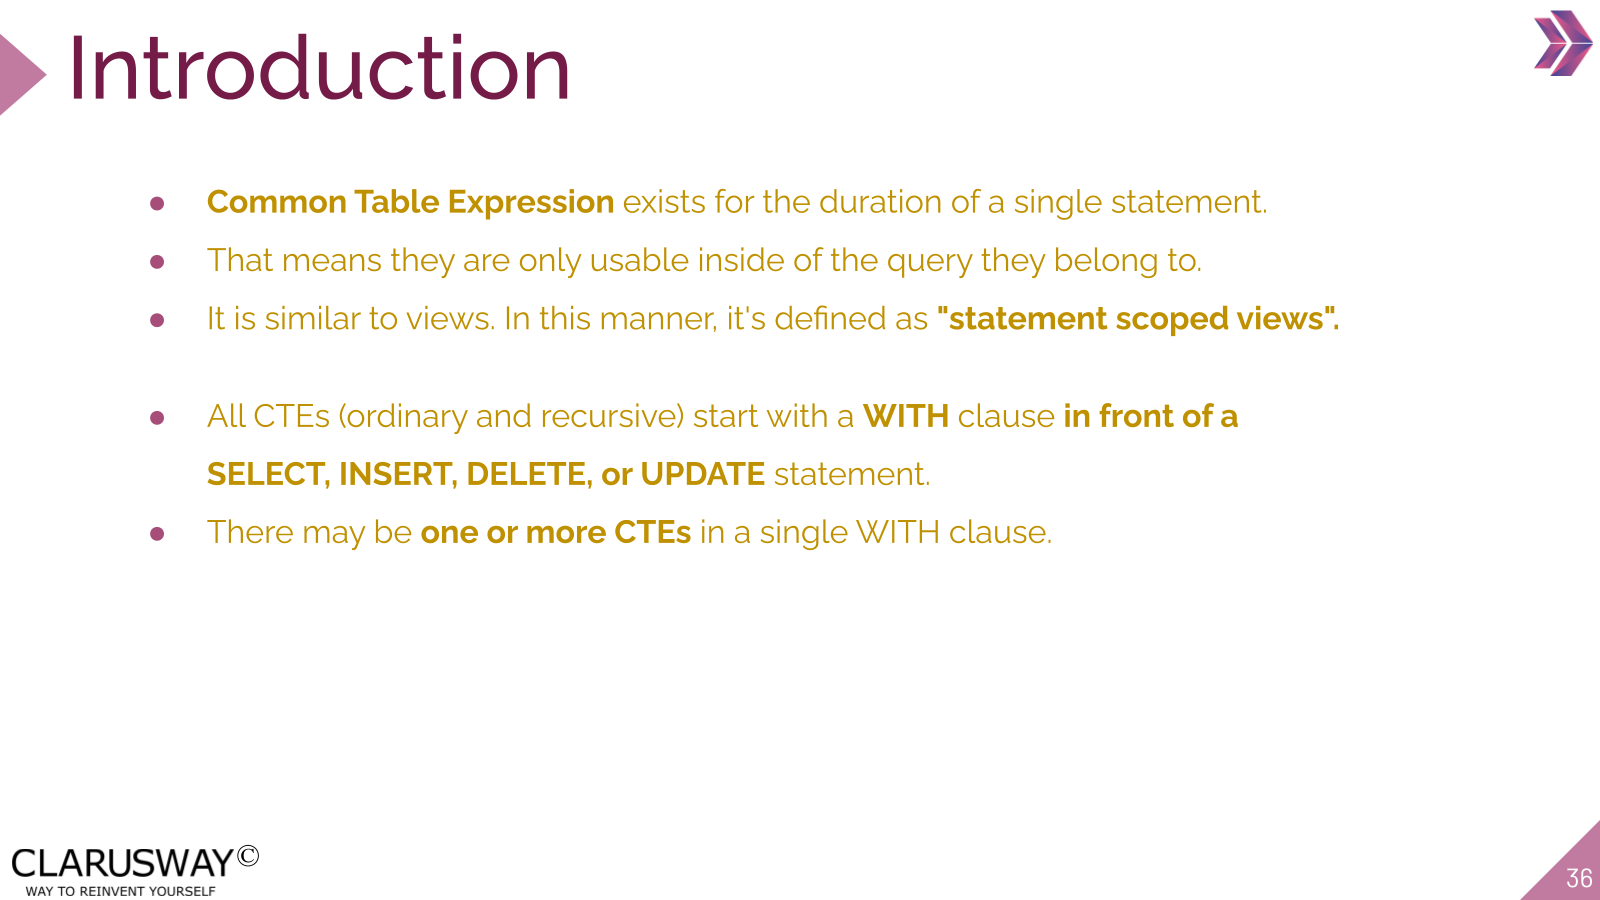 Introduction
● Common Table Expression exists for the duration of a single statement.
● That means they are only usable inside of the query they belong to.
● It is similar to views. In this manner, it's defined as "statement scoped views".
● All CTEs (ordinary and recursive) start with a WITH clause in front of a
SELECT, INSERT, DELETE, or UPDATE statement.
● There may be one or more CTEs in a single WITH clause.
CLARUSWAY©
WAY TO REINVENT YOURSELF
36